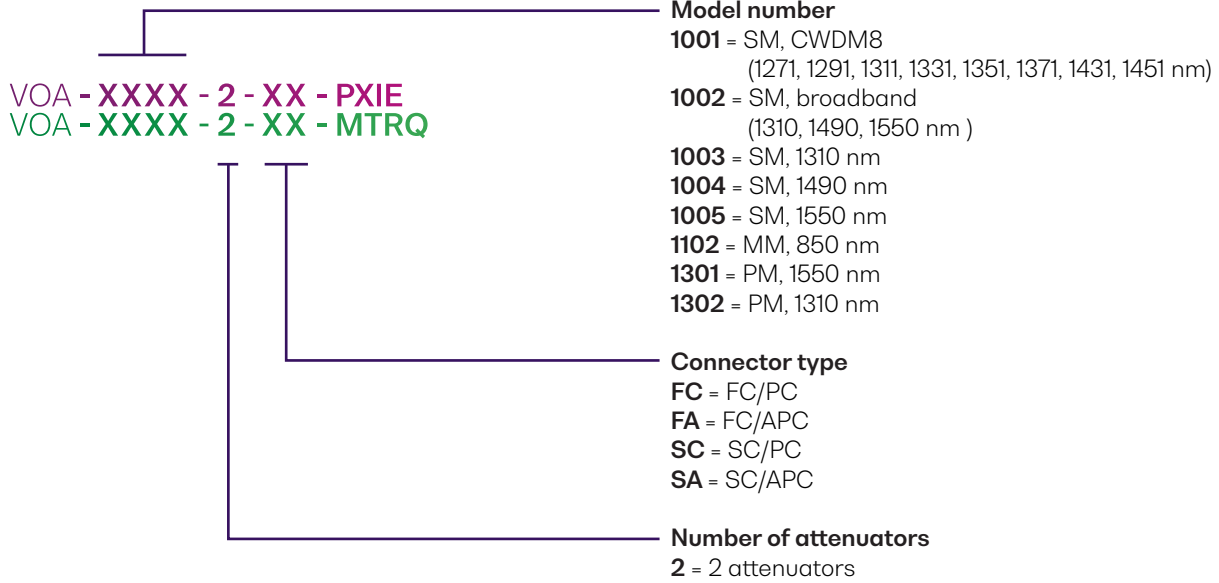 Model number
1001 = SM, CWDM8
(1271, 1291, 1311, 1331, 1351, 1371, 1431, 1451 nm)
VOA - XXXX - 2 - XX - PXIE
VOA - XXXX - 2 - XX - MTRQ
1002 = SM, broadband
(1310, 1490, 1550 nm )
1003 = SM, 1310 nm
1004 = SM, 1490 nm
1005 = SM, 1550 nm
1102 = MM, 850 nm
1301 = PM, 1550 nm
1302 = PM, 1310 nm
Connector type
FC = FC/PC
FA = FC/APC
SC = SC/PC
SA = SC/APC
Number of attenuators
2 = 2 attenuators